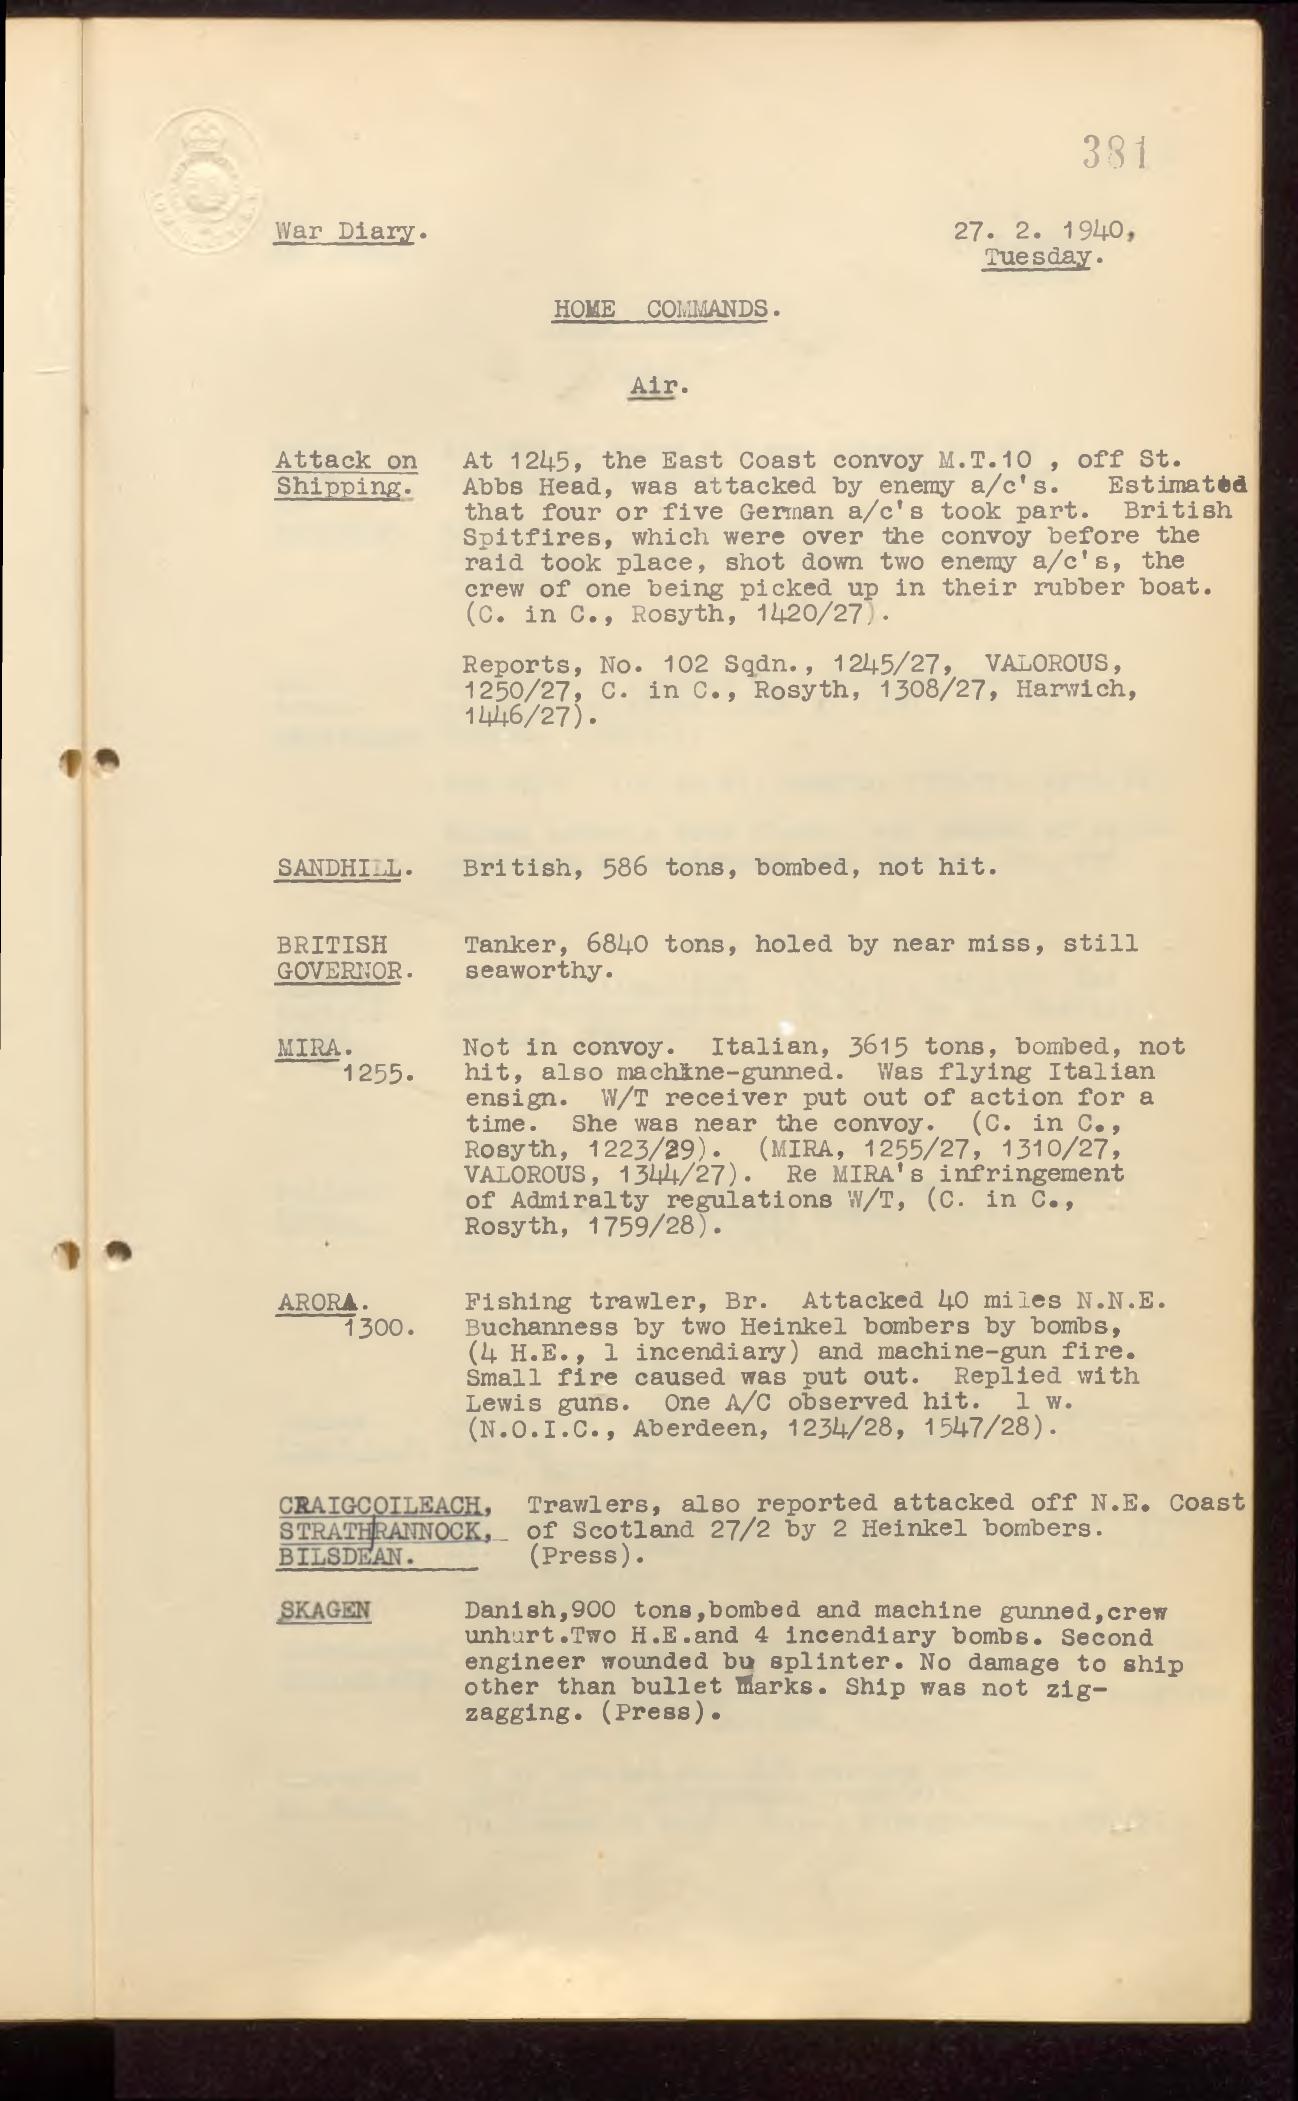 381
War Diary.
27. 2. 1940,
Tuesday.
HOME COMMANDS.
Air.
Attack on
Shipping.
At 1245, the East Coast convoy M.T.10 , off St.
Abbs Head, was attacked by enemy a/c's. Estimated
that four or five German a/c's took part. British
Spitfires, which were over the convoy before the
raid took place, shot down two enemy a/c's, the
crew of one being picked up in their rubber boat.
(C. in C., Rosyth, 1420/27).
Reports, No. 102 Sqdn., 1245/27, VALOROUS,
1250/27, C. in C., Rosyth, 1308/27, Harwich,
1446/27).
SANDHILL. British, 586 tons, bombed, not hit.
BRITISH
GOVERNOR.
Tanker, 6840 tons, holed by near miss, still
seaworthy.
MIRA.
1255.
Not in convoy. Italian, 3615 tons, bombed, not
hit, also machine-gunned. Was flying Italian
ensign. W/T receiver put out of action for a
time. She was near the convoy. (C. in C.,
Rosyth, 1223/29). (MIRA, 1255/27, 1310/27,
VALOROUS, 1344/27). Re MIRA's infringement
of Admiralty regulations W/T, (C. in C.,
Rosyth, 1759/28).
ARORA.
1300.
Fishing trawler, Br. Attacked 40 miles N.N.E.
Buchanness by two Heinkel bombers by bombs,
(4 H.E., 1 incendiary) and machine-gun fire.
Small fire caused was put out. Replied with
Lewis guns. One A/C observed hit. 1 w.
(N.O.I.C., Aberdeen, 1234/28, 1547/28).
CRAIGCOILEACH,
STRATHRANNOCK,
BILSDEAN.
Trawlers, also reported attacked off N.E. Coast
of Scotland 27/2 by 2 Heinkel bombers.
(Press).
SKAGEN
Danish,900 tons,bombed and machine gunned,crew
unhurt.Two H.E.and 4 incendiary bombs. Second
engineer wounded by splinter. No damage to ship
other than bullet marks. Ship was not zig-
zagging. (Press).